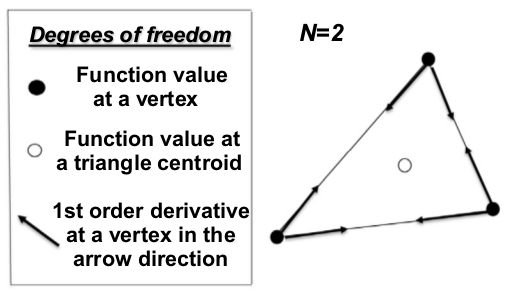 Degrees of freedom
Function value
at a vertex
Function value at
a triangle centroid
1st order derivative
at a vertex in the
arrow direction
N=2